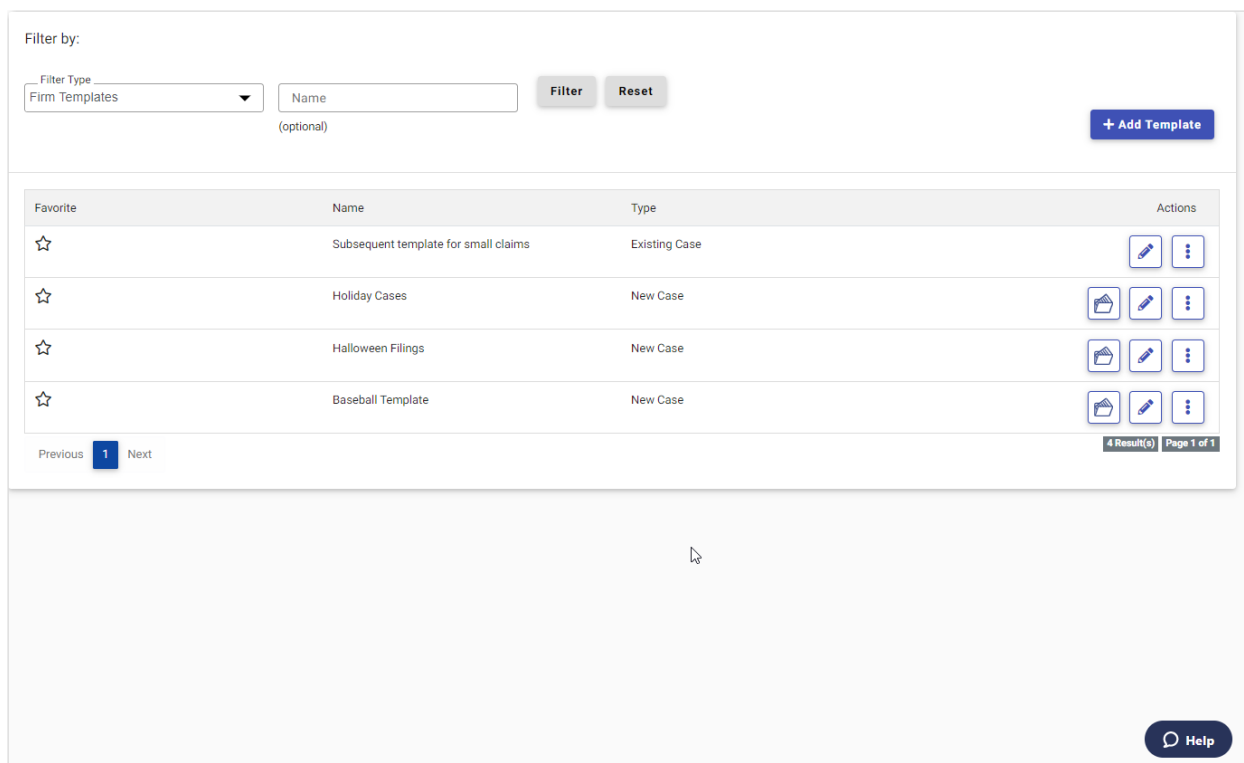 Filter by:
Filter Type
Firm Templates
Name
(optional)
Filter
Reset
+ Add Template
Favorite Name Type Actions
Subsequent template for small claims Existing Case
Holiday Cases New Case
Halloween Filings New Case
Baseball Template New Case
Previous 1 Next
4 Result(s) Page 1 of 1
Help